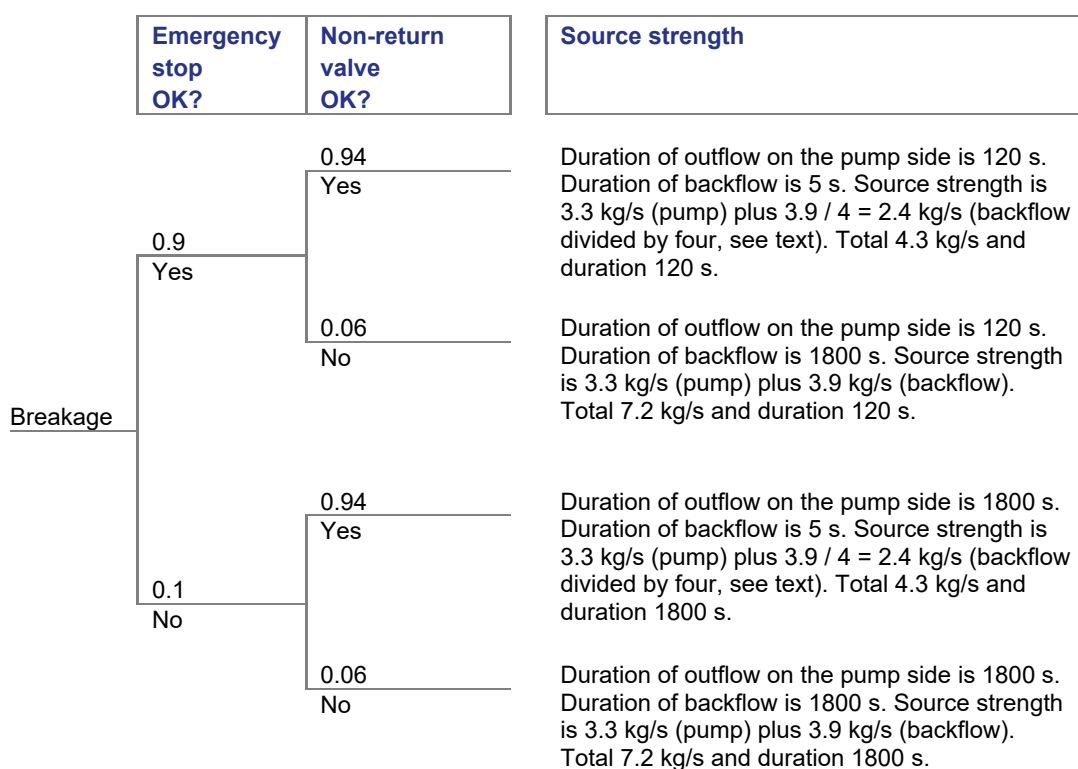 Emergency stop OK?
Non-return valve OK?
Source strength
0.94
Yes
Duration of outflow on the pump side is 120 s.
Duration of backflow is 5 s. Source strength is
3.3 kg/s (pump) plus 3.9 / 4 = 2.4 kg/s (backflow
divided by four, see text). Total 4.3 kg/s and
duration 120 s.
0.9
Yes
0.06
No
Duration of outflow on the pump side is 120 s.
Duration of backflow is 1800 s. Source strength
is 3.3 kg/s (pump) plus 3.9 kg/s (backflow).
Total 7.2 kg/s and duration 120 s.
Breakage
0.94
Yes
Duration of outflow on the pump side is 1800 s.
Duration of backflow is 5 s. Source strength is
3.3 kg/s (pump) plus 3.9 / 4 = 2.4 kg/s (backflow
divided by four, see text). Total 4.3 kg/s and
duration 1800 s.
0.1
No
0.06
No
Duration of outflow on the pump side is 1800 s.
Duration of backflow is 1800 s. Source strength
is 3.3 kg/s (pump) plus 3.9 kg/s (backflow).
Total 7.2 kg/s and duration 1800 s.